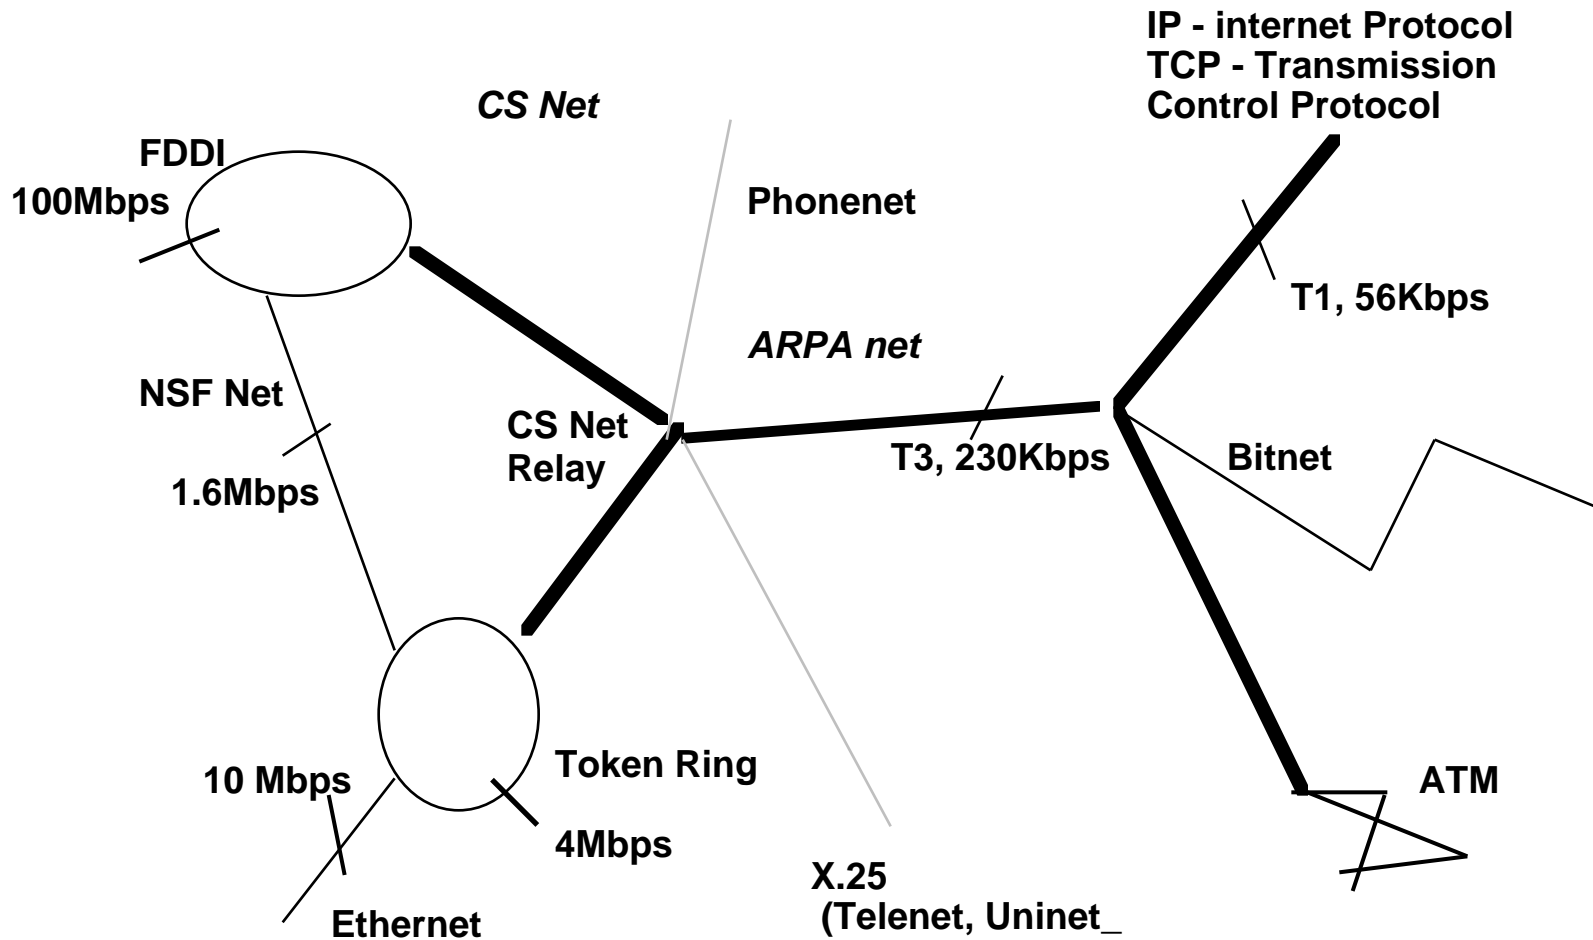 IP - internet Protocol
TCP - Transmission
Control Protocol
CS Net
FDDI
100Mbps
Phonenet
T1, 56Kbps
ARPA net
NSF Net
CS Net
Relay
T3, 230Kbps
Bitnet
1.6Mbps
Token Ring
10 Mbps
ATM
4Mbps
X.25
(Telenet, Uninet_
Ethernet